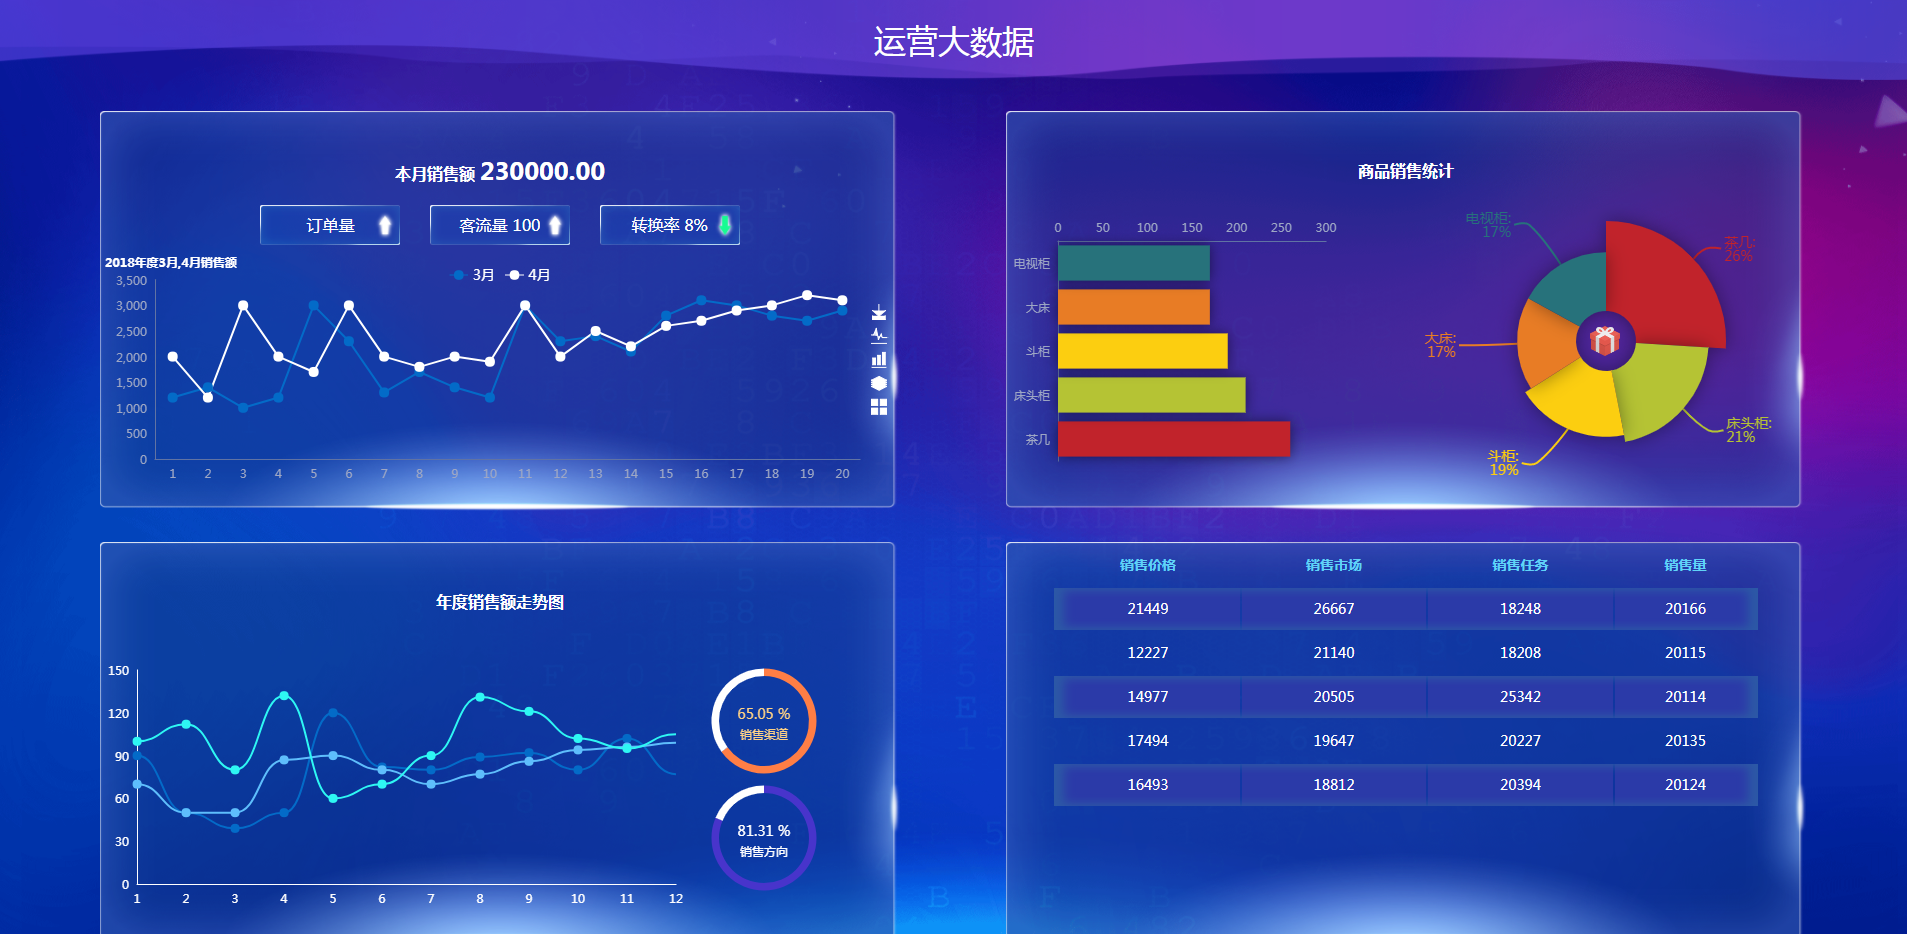 运营大数据
本月销售额 230000.00
订单量
客流量 100
转换率 8%
2018年度3月,4月销售额
3月 4月
3,500
3,000
2,500
2,000
1,500
1,000
500
0
1 2 3 4 5 6 7 8 9 10 11 12 13 14 15 16 17 18 19 20
商品销售统计
0 50 100 150 200 250 300
电视柜
大床
斗柜
床头柜
茶几
电视柜:
17%
茶几:
26%
大床:
17%
床头柜:
21%
斗柜:
19%
年度销售额走势图
150
120
90
60
30
0
1 2 3 4 5 6 7 8 9 10 11 12
65.05 %
销售渠道
81.31 %
销售方向
销售价格 销售市场 销售任务 销售量
21449 26667 18248 20166
12227 21140 18208 20115
14977 20505 25342 20114
17494 19647 20227 20135
16493 18812 20394 20124